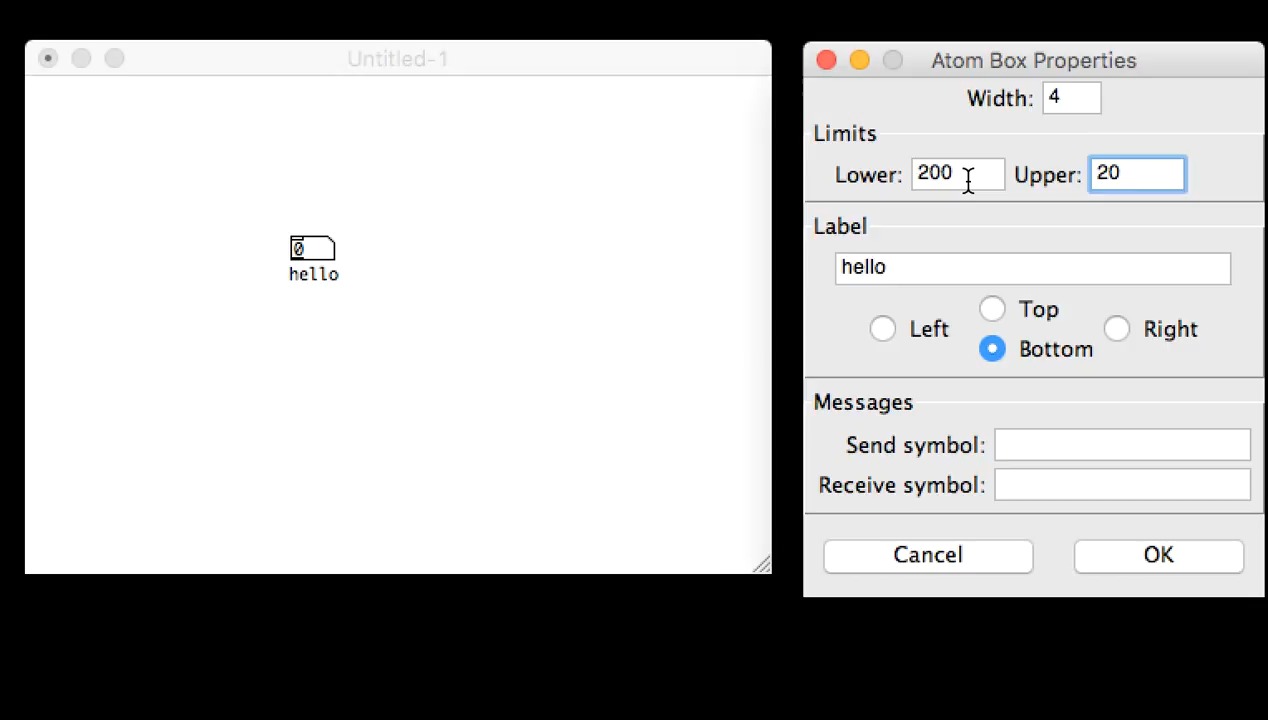 Untitled-1
0
hello
Atom Box Properties
Width: 4
Limits
Lower: 200 Upper: 20
Label
hello
Top
Left Right
Bottom
Messages
Send symbol:
Receive symbol:
Cancel OK